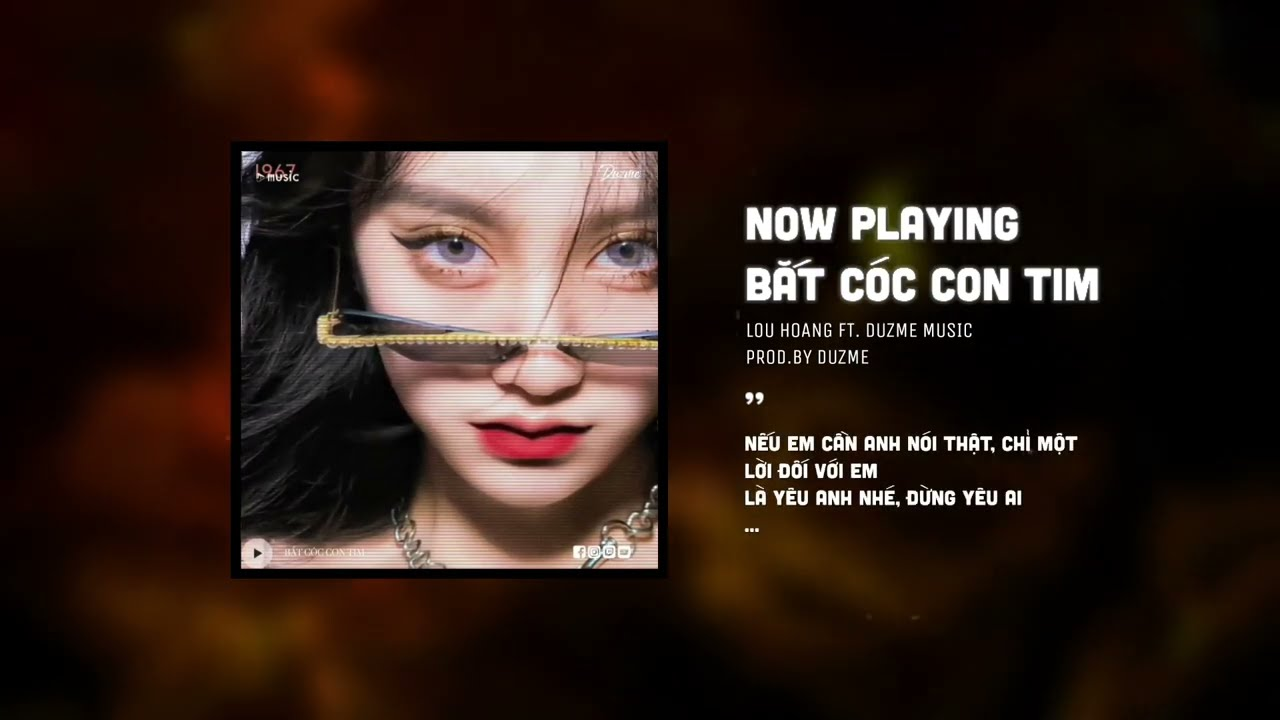 1967
MUSIC
Duzme
BẮT CÓC CON TIM
NOW PLAYING
BẮT CÓC CON TIM
LOU HOANG FT. DUZME MUSIC
PROD.BY DUZME
”
NẾU EM CẦN ANH NÓI THẬT, CHỈ MỘT
LỜI ĐỐI VỚI EM
LÀ YÊU ANH NHÉ, ĐỪNG YÊU AI
...